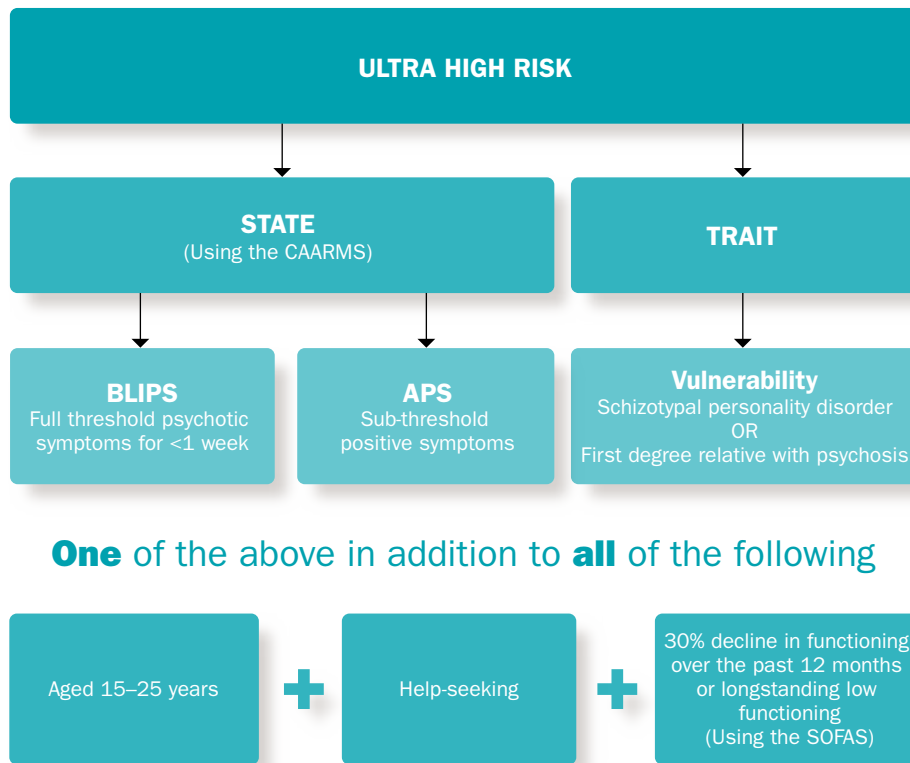 ULTRA HIGH RISK
STATE
(Using the CAARMS)
TRAIT
BLIPS
Full threshold psychotic
symptoms for <1 week
APS
Sub-threshold
positive symptoms
Vulnerability
Schizotypal personality disorder
OR
First degree relative with psychosis
One of the above in addition to all of the following
Aged 15–25 years
Help-seeking
30% decline in functioning
over the past 12 months
or longstanding low
functioning
(Using the SOFAS)